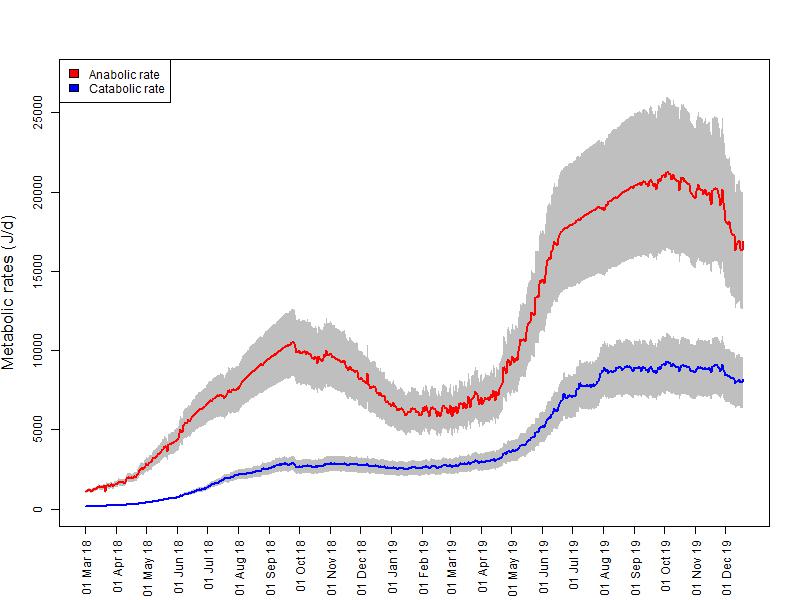 Anabolic rate
Catabolic rate
Metabolic rates (J/d)
25000
20000
15000
10000
5000
0
01 Mar 18
01 Apr 18
01 May 18
01 Jun 18
01 Jul 18
01 Aug 18
01 Sep 18
01 Oct 18
01 Nov 18
01 Dec 18
01 Jan 19
01 Feb 19
01 Mar 19
01 Apr 19
01 May 19
01 Jun 19
01 Jul 19
01 Aug 19
01 Sep 19
01 Oct 19
01 Nov 19
01 Dec 19